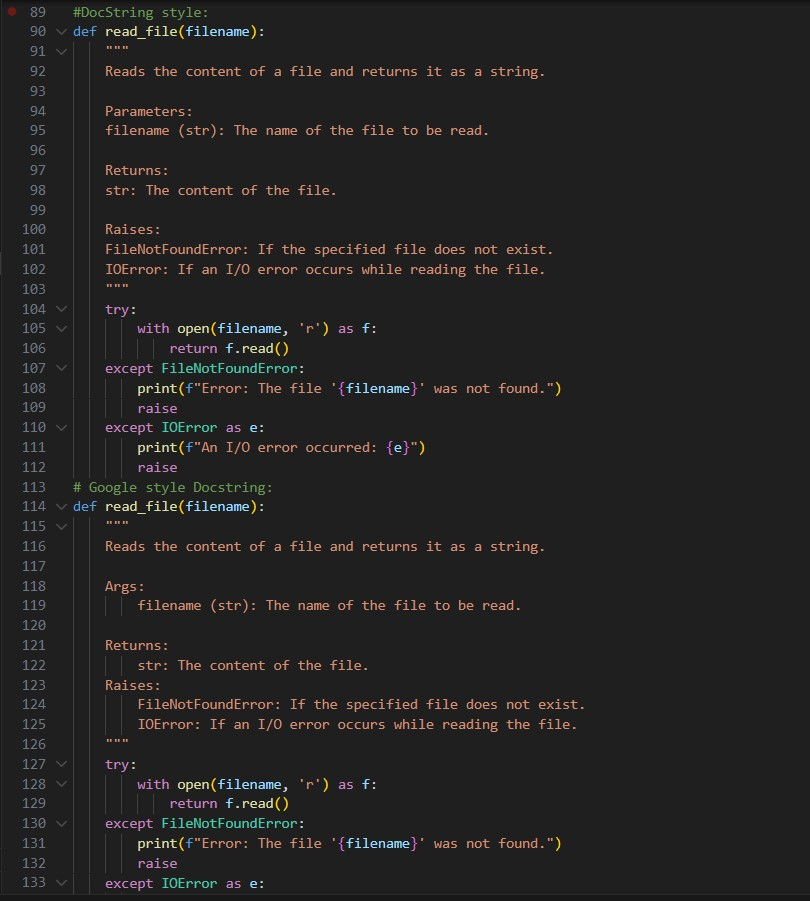 89 #DocString style:
90 def read_file(filename):
91 """
92 Reads the content of a file and returns it as a string.
93
94 Parameters:
95 filename (str): The name of the file to be read.
96
97 Returns:
98 str: The content of the file.
99
100 Raises:
101 FileNotFoundError: If the specified file does not exist.
102 IOError: If an I/O error occurs while reading the file.
103 """
104 try:
105 with open(filename, 'r') as f:
106 return f.read()
107 except FileNotFoundError:
108 print(f"Error: The file '{filename}' was not found.")
109 raise
110 except IOError as e:
111 print(f"An I/O error occurred: {e}")
112 raise
113 # Google style Docstring:
114 def read_file(filename):
115 """
116 Reads the content of a file and returns it as a string.
117
118 Args:
119 filename (str): The name of the file to be read.
120
121 Returns:
122 str: The content of the file.
123 Raises:
124 FileNotFoundError: If the specified file does not exist.
125 IOError: If an I/O error occurs while reading the file.
126 """
127 try:
128 with open(filename, 'r') as f:
129 return f.read()
130 except FileNotFoundError:
131 print(f"Error: The file '{filename}' was not found.")
132 raise
133 except IOError as e: